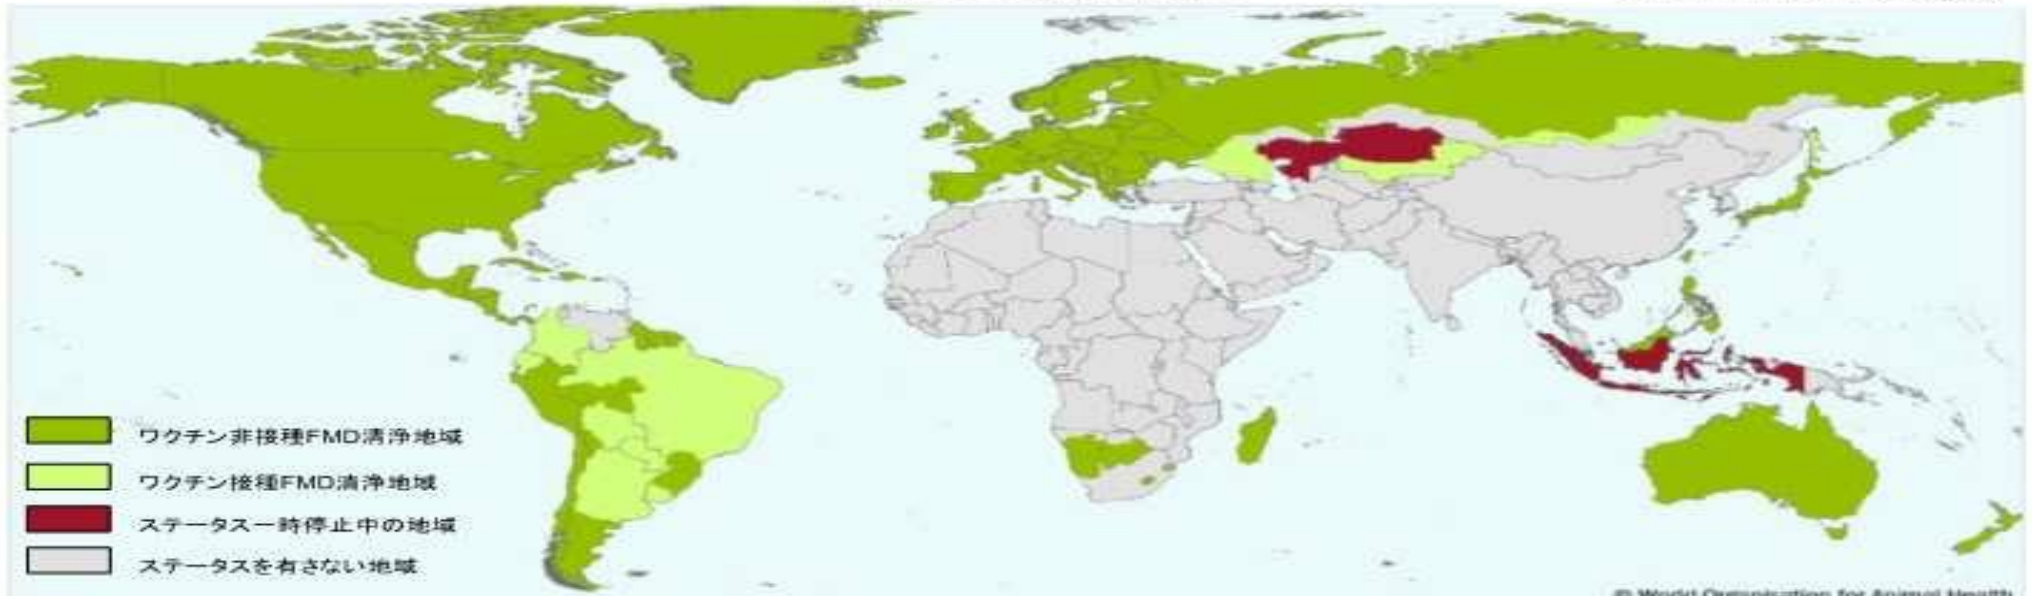 ワクチン非接種FMD清浄地域
ワクチン接種FMD清浄地域
ステータス一時停止中の地域
ステータスを有さない地域
© World Organisation for Animal Health